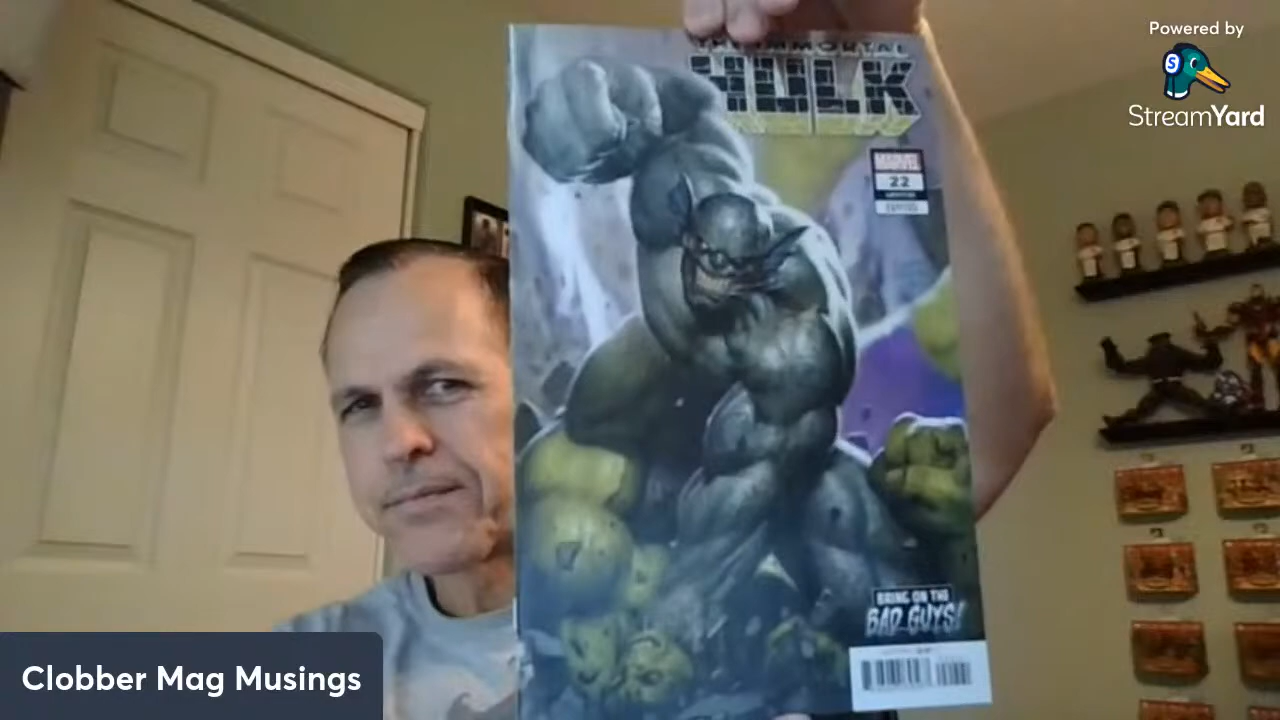 Powered by
StreamYard
THE IMMORTAL
HULK
MARVEL
22
BRING ON THE
BAD GUYS!
Clobber Mag Musings